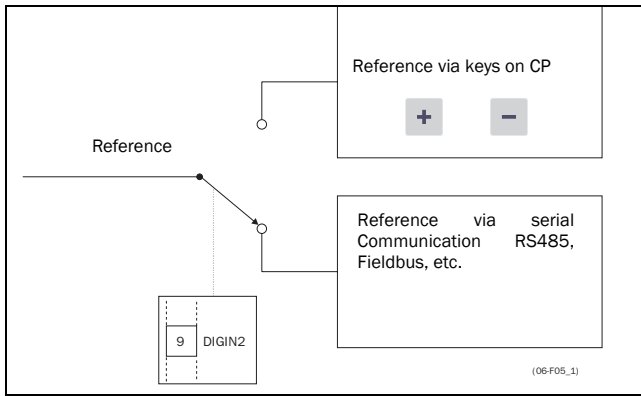 Reference via keys on CP
+ −
Reference
Reference via serial
Communication RS485,
Fieldbus, etc.
9 DIGIN2
(06-F05_1)